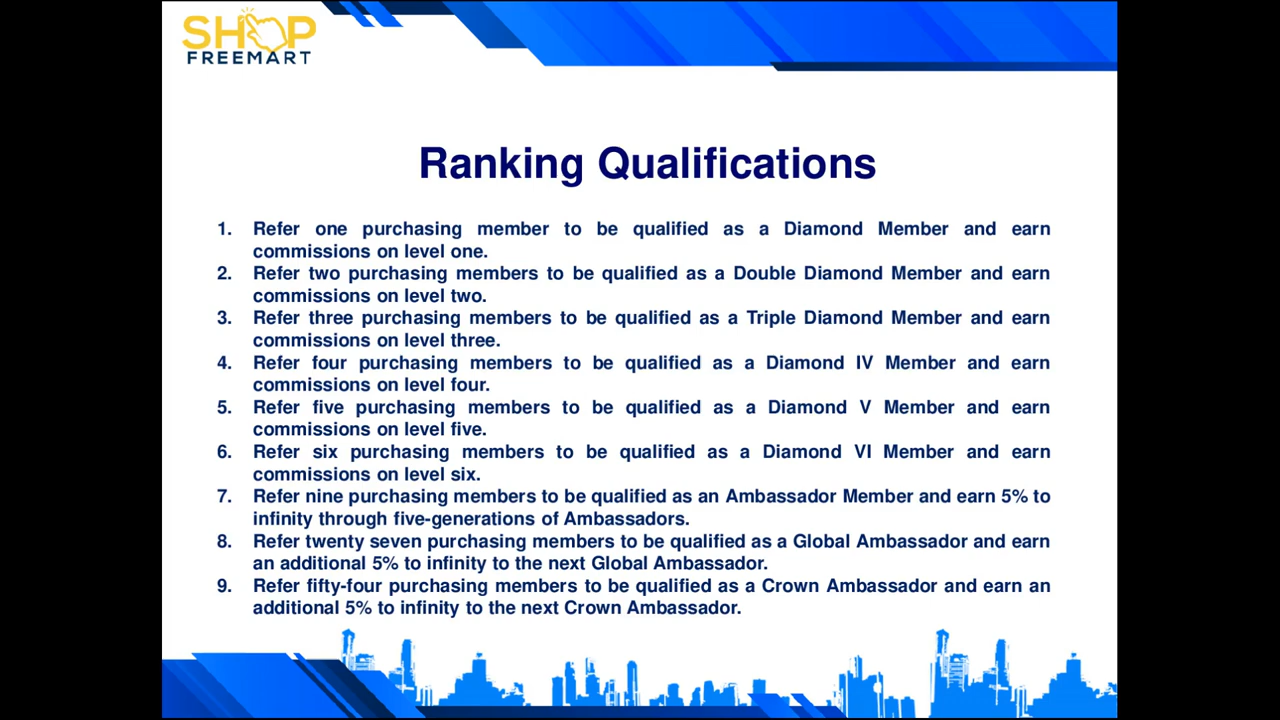 SHOP
FREEMART
Ranking Qualifications
1. Refer one purchasing member to be qualified as a Diamond Member and earn
commissions on level one.
2. Refer two purchasing members to be qualified as a Double Diamond Member and earn
commissions on level two.
3. Refer three purchasing members to be qualified as a Triple Diamond Member and earn
commissions on level three.
4. Refer four purchasing members to be qualified as a Diamond IV Member and earn
commissions on level four.
5. Refer five purchasing members to be qualified as a Diamond V Member and earn
commissions on level five.
6. Refer six purchasing members to be qualified as a Diamond VI Member and earn
commissions on level six.
7. Refer nine purchasing members to be qualified as an Ambassador Member and earn 5% to
infinity through five-generations of Ambassadors.
8. Refer twenty seven purchasing members to be qualified as a Global Ambassador and earn
an additional 5% to infinity to the next Global Ambassador.
9. Refer fifty-four purchasing members to be qualified as a Crown Ambassador and earn an
additional 5% to infinity to the next Crown Ambassador.